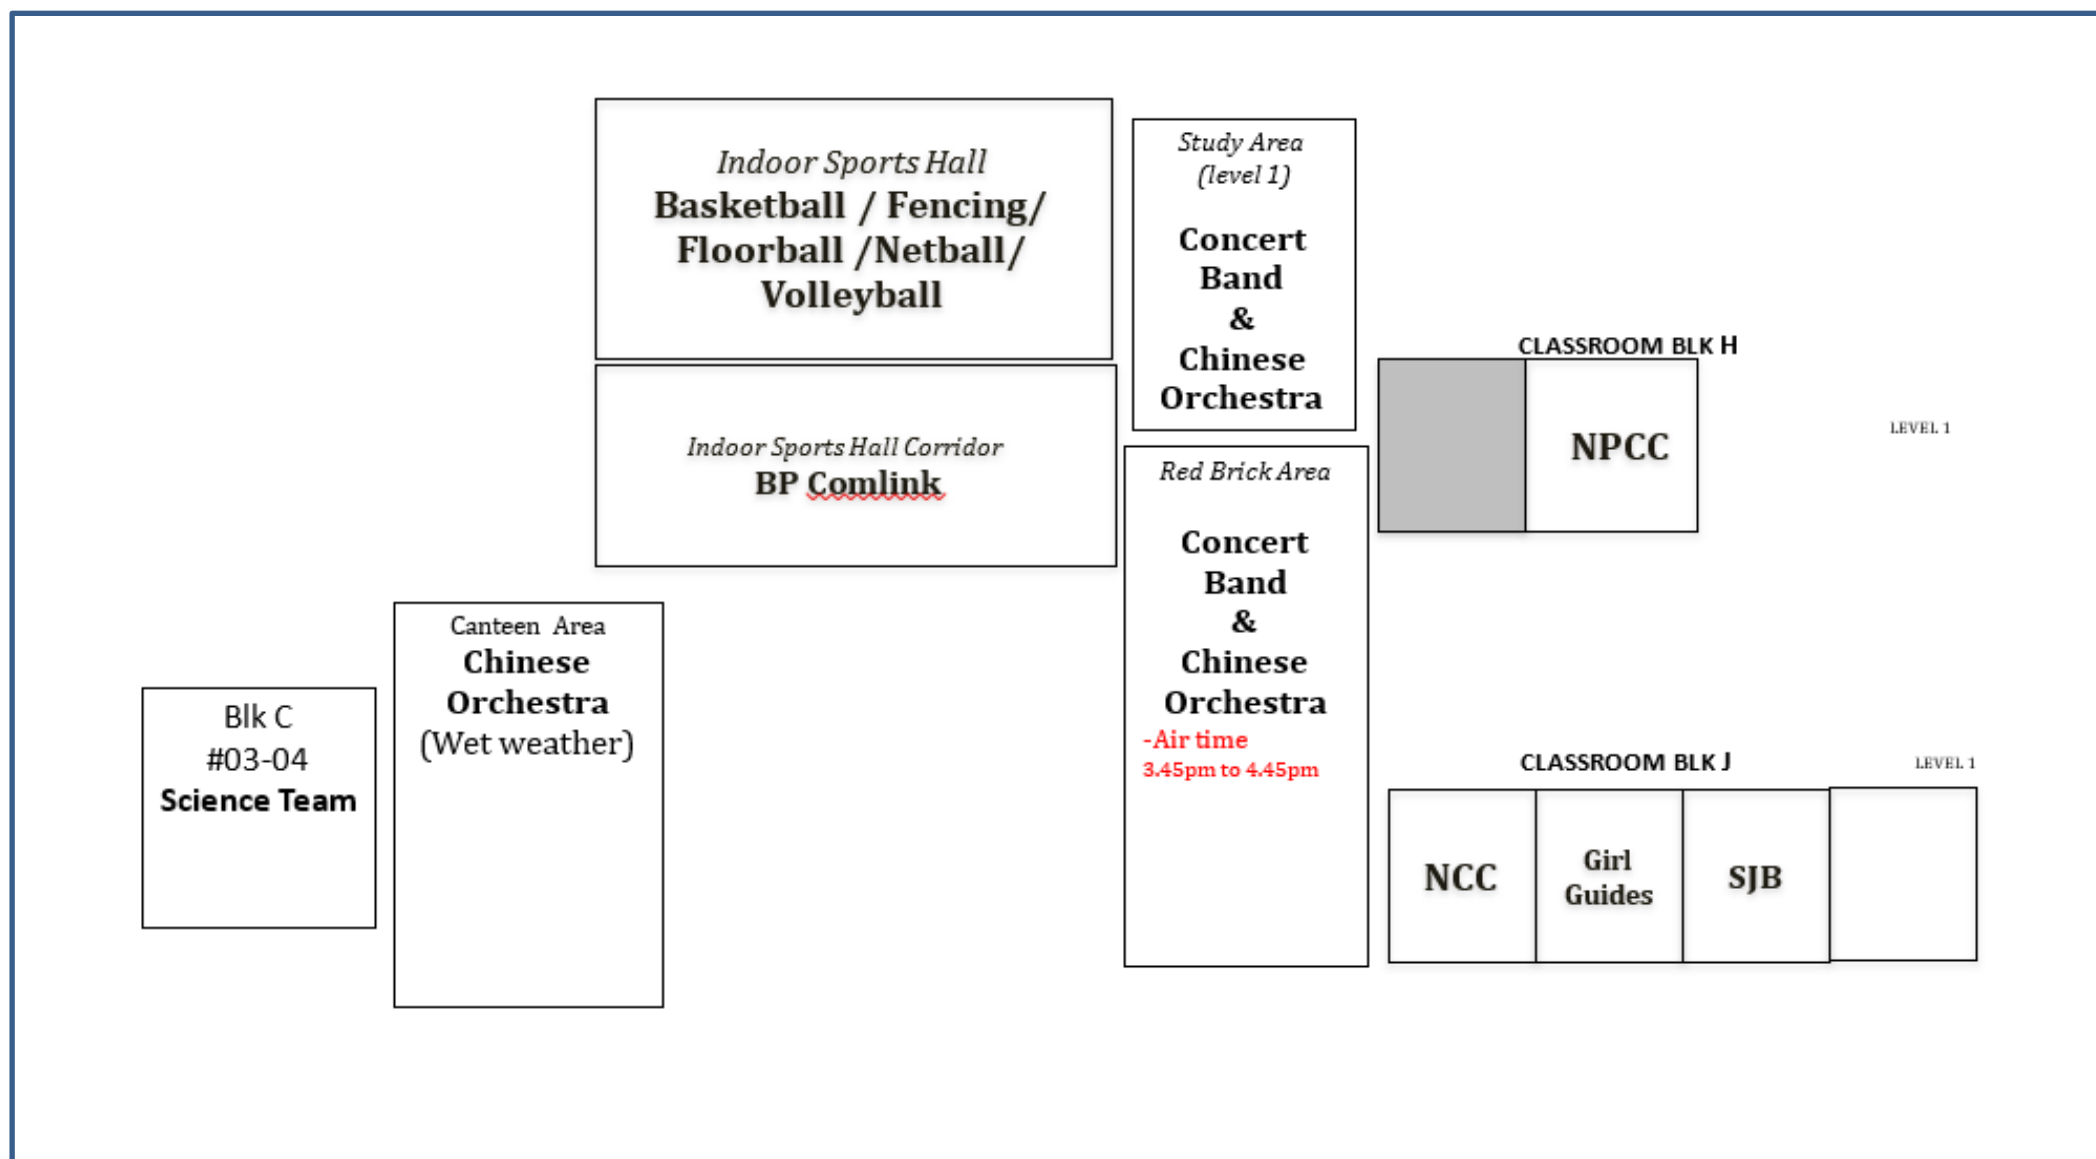 Indoor Sports Hall
Basketball / Fencing/
Floorball /Netball/
Volleyball
Study Area
(level 1)
Concert
Band
&
Chinese
Orchestra
Indoor Sports Hall Corridor
BP Comlink
CLASSROOM BLK H
NPCC
LEVEL 1
Red Brick Area
Concert
Band
&
Chinese
Orchestra
-Air time
3.45pm to 4.45pm
Canteen Area
Chinese
Orchestra
(Wet weather)
Blk C
#03-04
Science Team
CLASSROOM BLK J
LEVEL 1
NCC
Girl
Guides
SJB